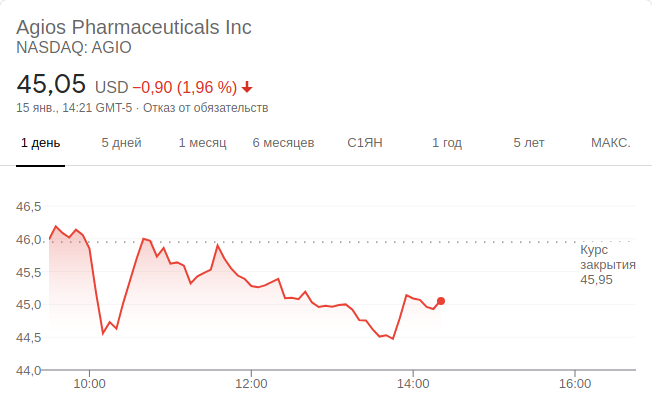 Agios Pharmaceuticals Inc
NASDAQ: AGIO
45,05 USD −0,90 (1,96 %)
15 янв., 14:21 GMT-5 · Отказ от обязательств
1 день 5 дней 1 месяц 6 месяцев С1ЯН 1 год 5 лет МАКС.
46,5
46,0
Курс
закрытия
45,95
45,5
45,0
44,5
44,0
10:00 12:00 14:00 16:00